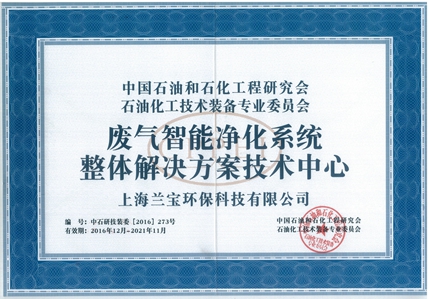 中国石油和石化工程研究会
石油化工技术装备专业委员会
废气智能净化系统
整体解决方案技术中心
上海兰宝环保科技有限公司
编 号：中石研技装委［2016］273号
有效期：2016年12月~2021年11月
中国石油和石化工程研究会
石油化工技术装备专业委员会